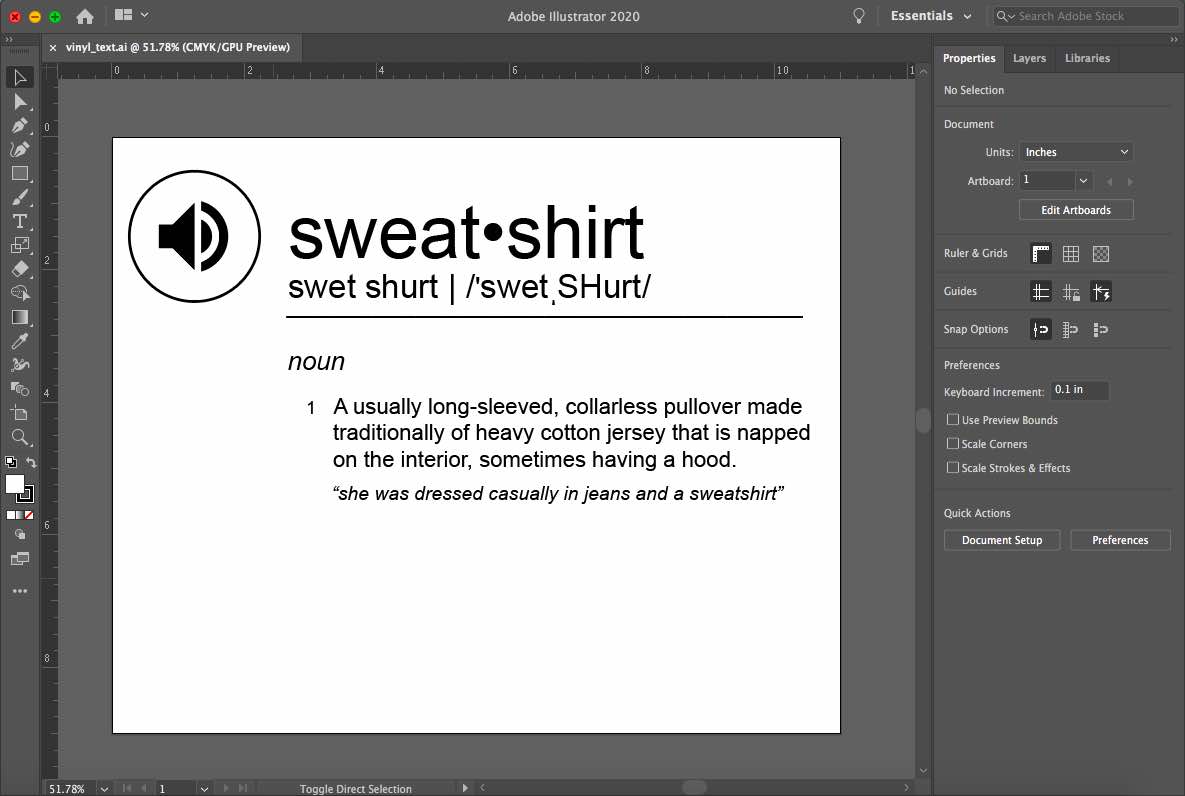 Adobe Illustrator 2020
Essentials
Search Adobe Stock
× vinyl_text.ai @ 51.78% (CMYK/GPU Preview)
Properties Layers Libraries
0 2 4 6 8 10 1
No Selection
0
Document
Units: Inches
Artboard: 1
Edit Artboards
sweat•shirt
2
Ruler & Grids
swet shurt | /'swetˌSHurt/
Guides
Snap Options
noun
Preferences
4
Keyboard Increment: 0.1 in
1 A usually long-sleeved, collarless pullover made
traditionally of heavy cotton jersey that is napped
on the interior, sometimes having a hood.
Use Preview Bounds
Scale Corners
Scale Strokes & Effects
“she was dressed casually in jeans and a sweatshirt”
6
Quick Actions
Document Setup Preferences
8
51.78% 1 Toggle Direct Selection